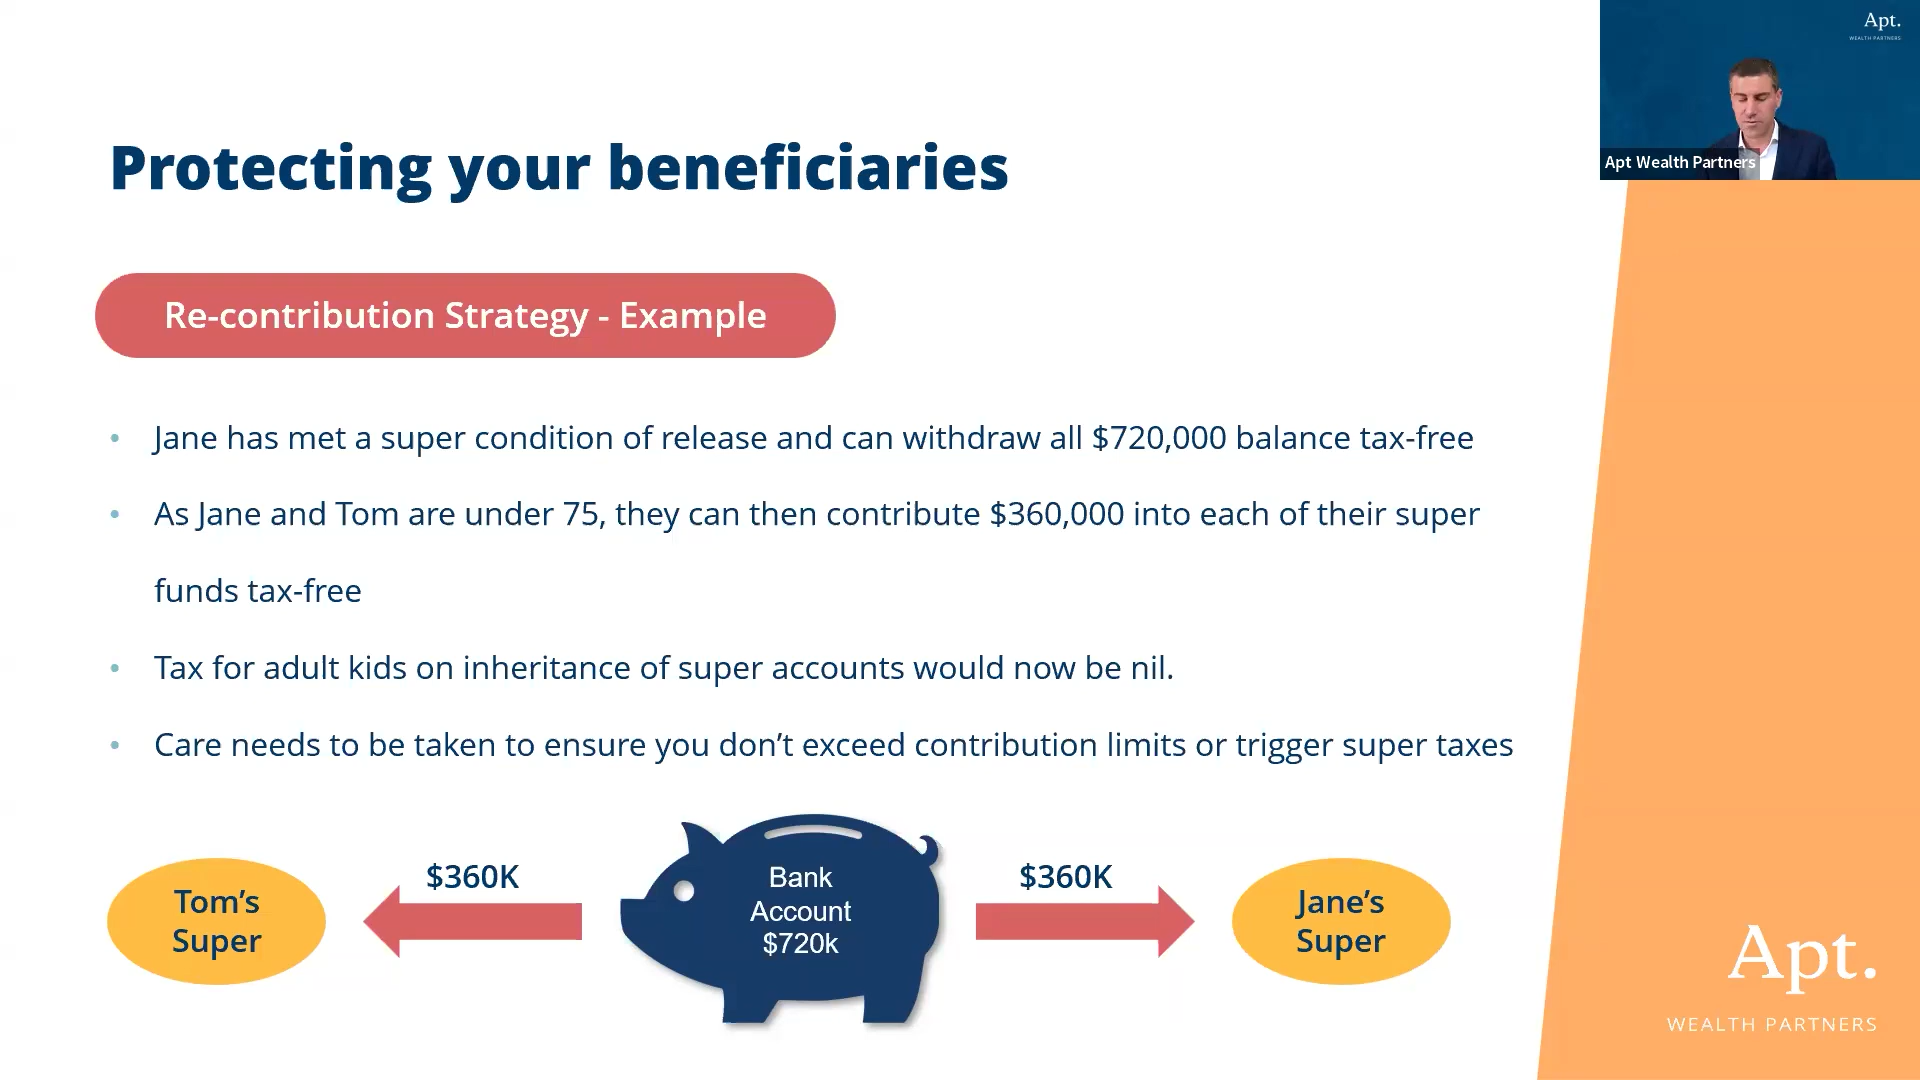 Apt.
WEALTH PARTNERS
Apt Wealth Partners
Protecting your beneficiaries
Re-contribution Strategy - Example
• Jane has met a super condition of release and can withdraw all $720,000 balance tax-free
• As Jane and Tom are under 75, they can then contribute $360,000 into each of their super
funds tax-free
• Tax for adult kids on inheritance of super accounts would now be nil.
• Care needs to be taken to ensure you don’t exceed contribution limits or trigger super taxes
Tom’s
Super
$360K
Bank
Account
$720k
$360K
Jane’s
Super
Apt.
WEALTH PARTNERS